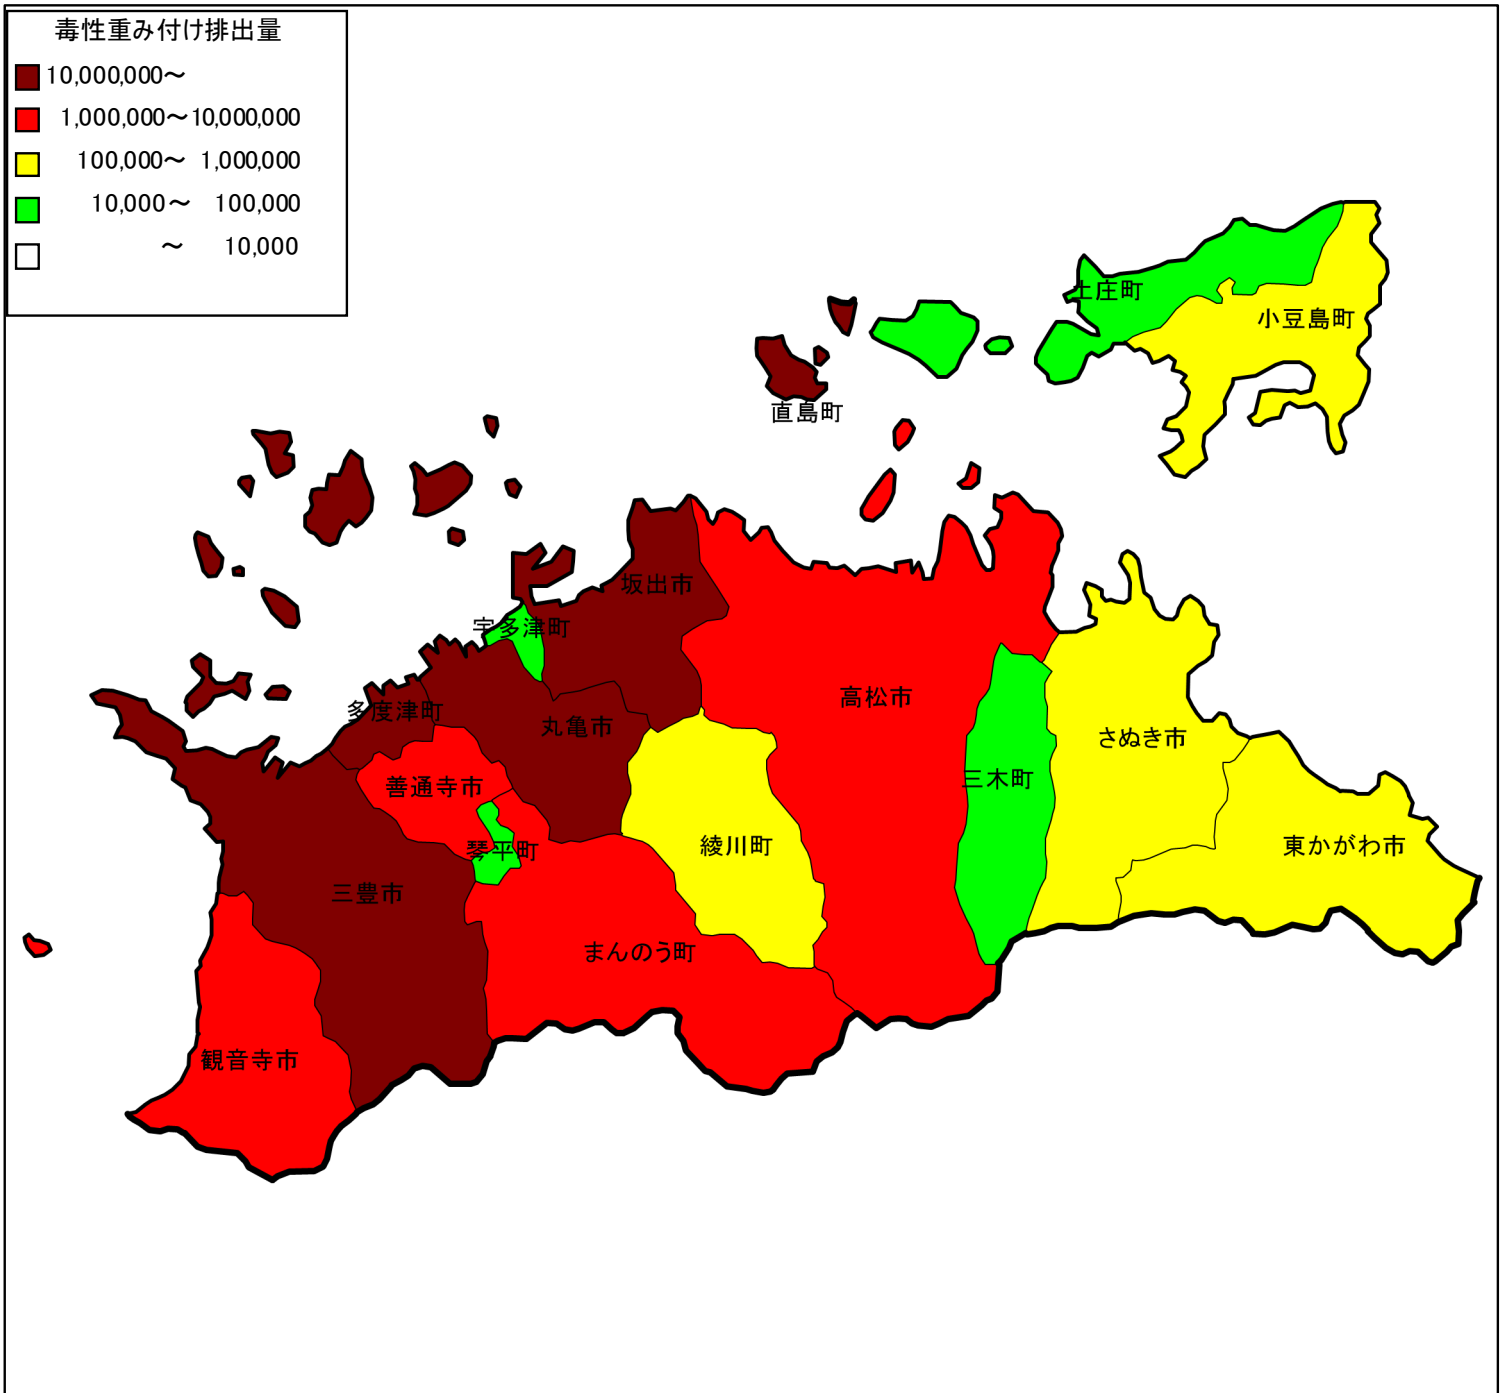 毒性重み付け排出量
10,000,000～
1,000,000～10,000,000
100,000～ 1,000,000
10,000～ 100,000
～ 10,000
土庄町
小豆島町
直島町
坂出市
宇多津町
高松市
多度津町
丸亀市
さぬき市
三木町
善通寺市
綾川町
東かがわ市
琴平町
三豊市
まんのう町
観音寺市